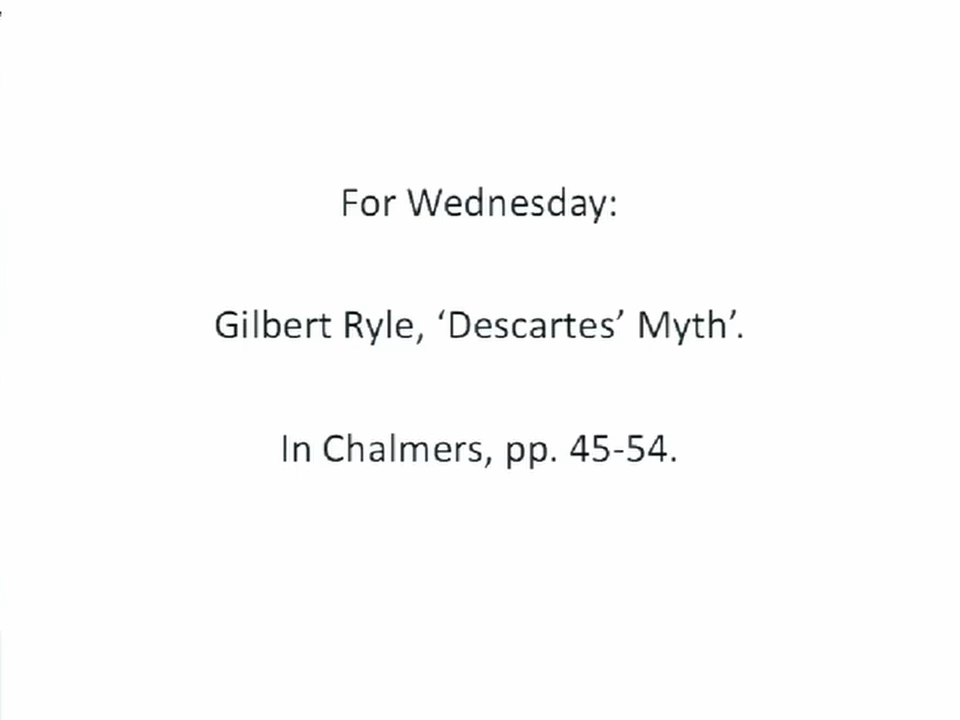 For Wednesday:
Gilbert Ryle, ‘Descartes’ Myth’.
In Chalmers, pp. 45-54.